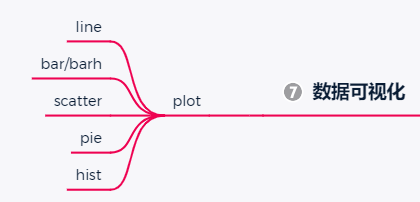 line
bar/barh
scatter
pie
hist
plot
7 数据可视化